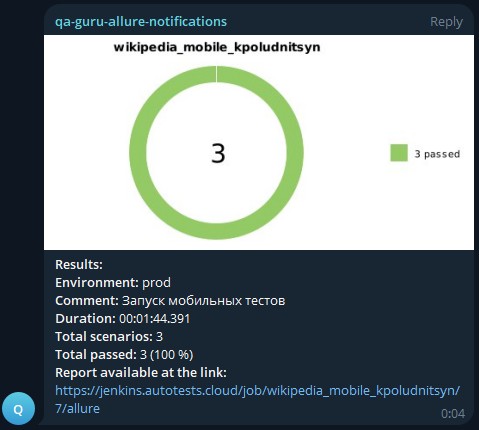 qa-guru-allure-notifications Reply
wikipedia_mobile_kpoludnitsyn
3
3 passed
Results:
Environment: prod
Comment: Запуск мобильных тестов
Duration: 00:01:44.391
Total scenarios: 3
Total passed: 3 (100 %)
Report available at the link:
https://jenkins.autotests.cloud/job/wikipedia_mobile_kpoludnitsyn/
7/allure
0:04
Q